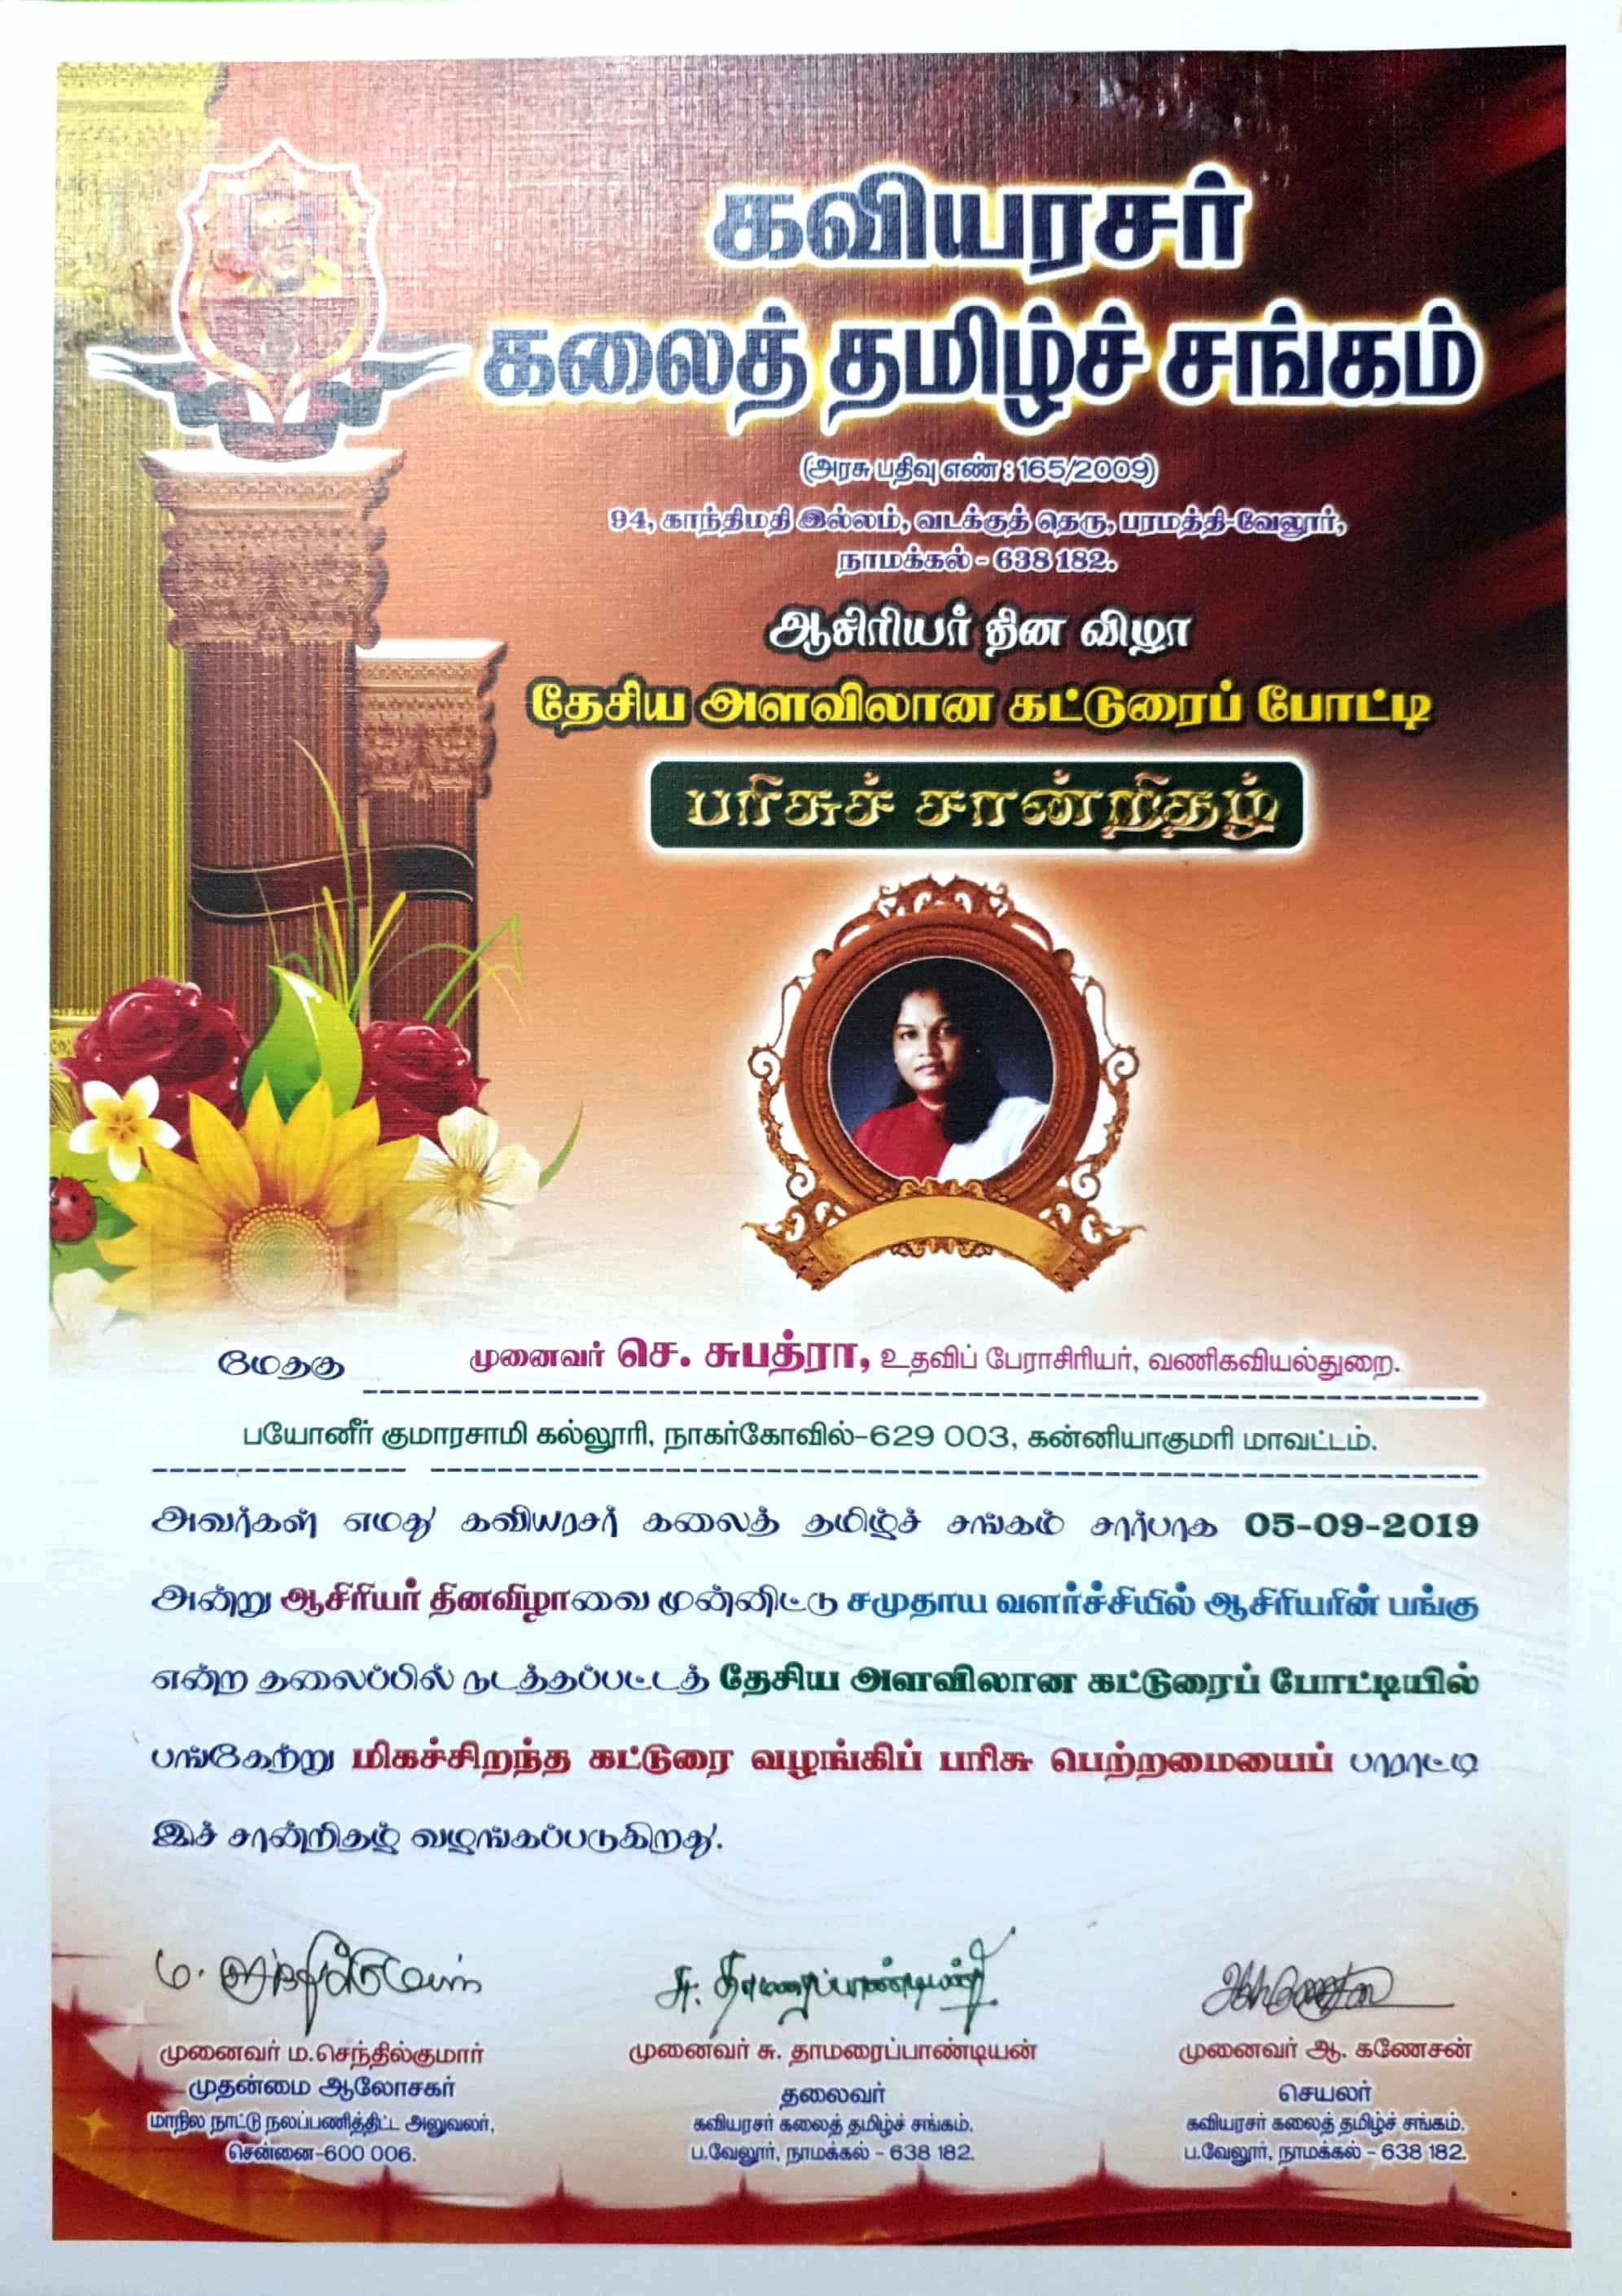 கவியரசர்
கலைத் தமிழ்ச் சங்கம்
(அரசு பதிவு எண் : 165/2009)
94, காந்திமதி இல்லம், வடக்குத் தெரு, பரமத்தி-வேலூர்,
நாமக்கல் - 638 182.
ஆசிரியர் தின விழா
தேசிய அளவிலான கட்டுரைப் போட்டி
பரிசுச் சான்றிதழ்
மேதகு முனைவர் செ. சுபத்ரா, உதவிப் பேராசிரியர், வணிகவியல்துறை.
பயோனீர் குமாரசாமி கல்லூரி, நாகர்கோவில்-629 003, கன்னியாகுமரி மாவட்டம்.
அவர்கள் எமது கவியரசர் கலைத் தமிழ்ச் சங்கம் சார்பாக 05-09-2019
அன்று ஆசிரியர் தினவிழாவை முன்னிட்டு சமுதாய வளர்ச்சியில் ஆசிரியரின் பங்கு
என்ற தலைப்பில் நடத்தப்பட்டத் தேசிய அளவிலான கட்டுரைப் போட்டியில்
பங்கேற்று மிகச்சிறந்த கட்டுரை வழங்கிப் பரிசு பெற்றமையைப் பாராட்டி
இச் சான்றிதழ் வழங்கப்படுகிறது.
சு. தாமரைப்பாண்டியன்
முனைவர் ம.செந்தில்குமார் முனைவர் சு. தாமரைப்பாண்டியன் முனைவர் ஆ. கணேசன்
முதன்மை ஆலோசகர் தலைவர் செயலர்
மாநில நாட்டு நலப்பணித்திட்ட அலுவலர், கவியரசர் கலைத் தமிழ்ச் சங்கம். கவியரசர் கலைத் தமிழ்ச் சங்கம்.
சென்னை-600 006. ப.வேலூர், நாமக்கல் - 638 182. ப.வேலூர், நாமக்கல் - 638 182.